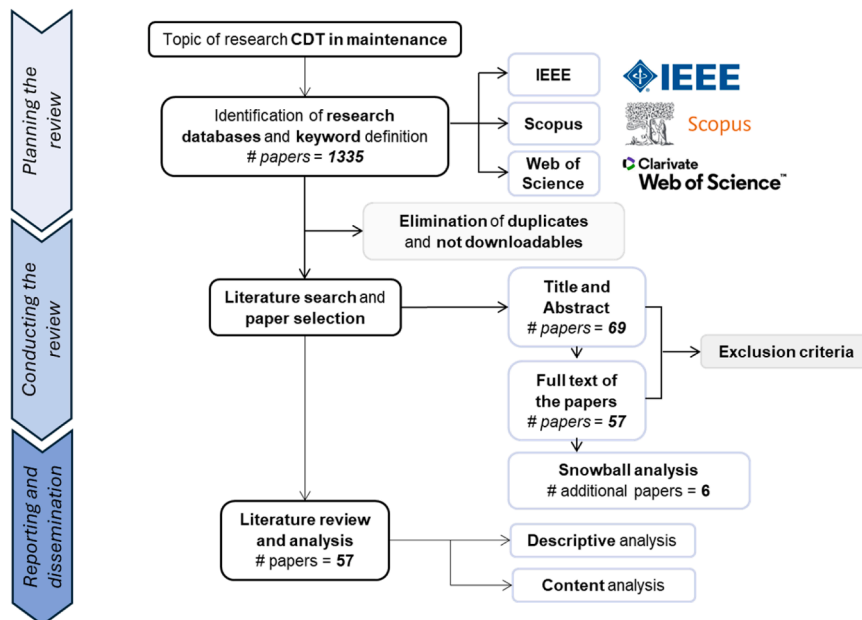 Planning the
review
Topic of research CDT in maintenance
Identification of research
databases and keyword definition
# papers = 1335
IEEE
IEEE
Scopus
Scopus
Web of
Science
Clarivate
Web of Science™
Elimination of duplicates
and not downloadables
Conducting the
review
Literature search and
paper selection
Title and
Abstract
# papers = 69
Exclusion criteria
Full text of
the papers
# papers = 57
Snowball analysis
# additional papers = 6
Reporting and
dissemination
Literature review
and analysis
# papers = 57
Descriptive analysis
Content analysis